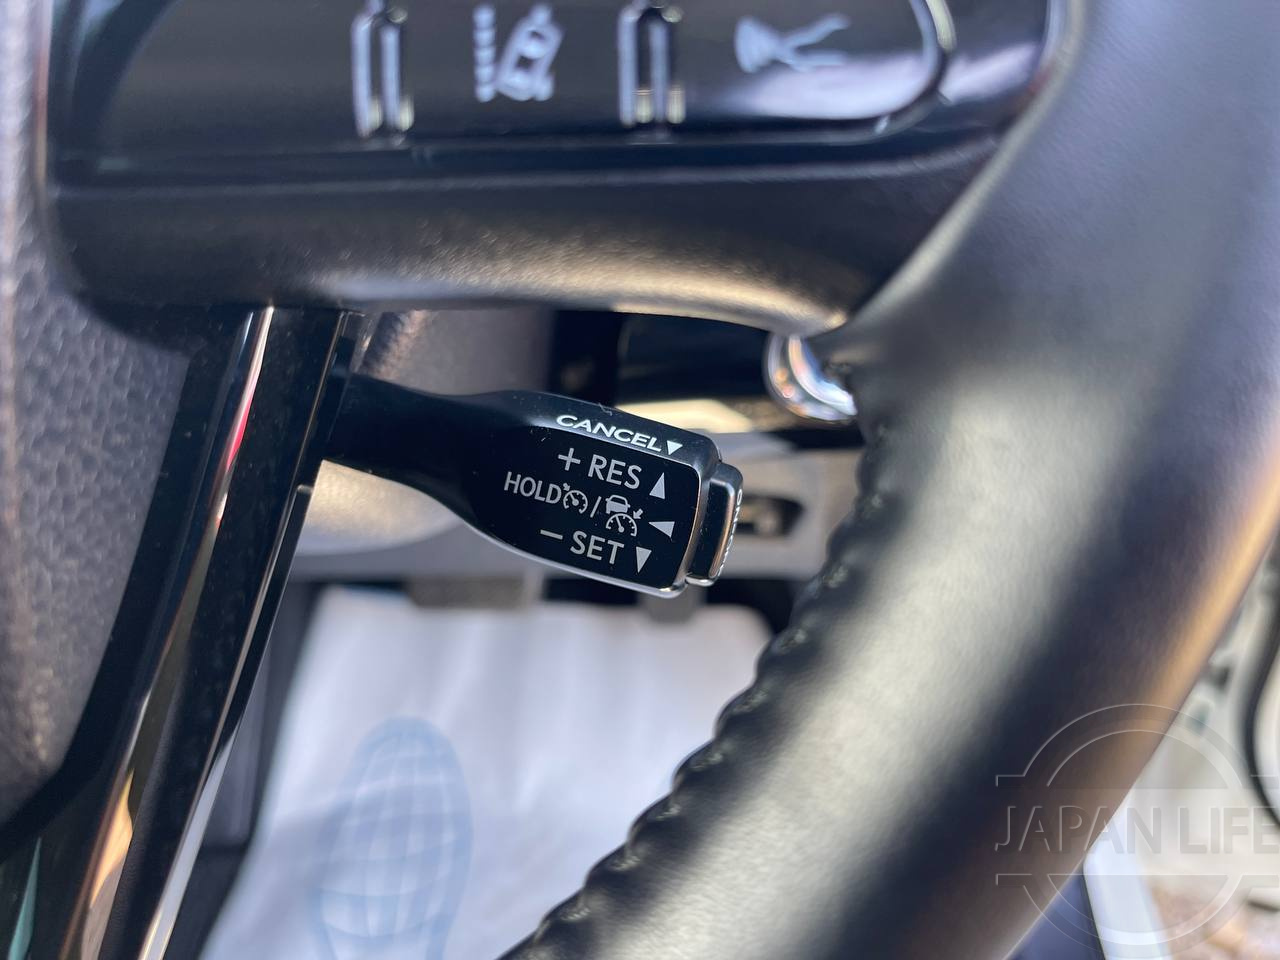 CANCEL▼
+ RES ▲
HOLD / ◀
− SET ▼
JAPAN LIFE